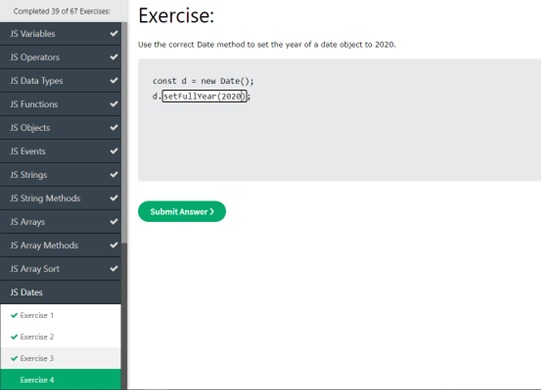 Completed 39 of 67 Exercises:
JS Variables
JS Operators
JS Data Types
JS Functions
JS Objects
JS Events
JS Strings
JS String Methods
JS Arrays
JS Array Methods
JS Array Sort
JS Dates
Exercise 1
Exercise 2
Exercise 3
Exercise 4
Exercise:
Use the correct Date method to set the year of a date object to 2020.
const d = new Date();
d.setFullYear(2020);
Submit Answer ❯